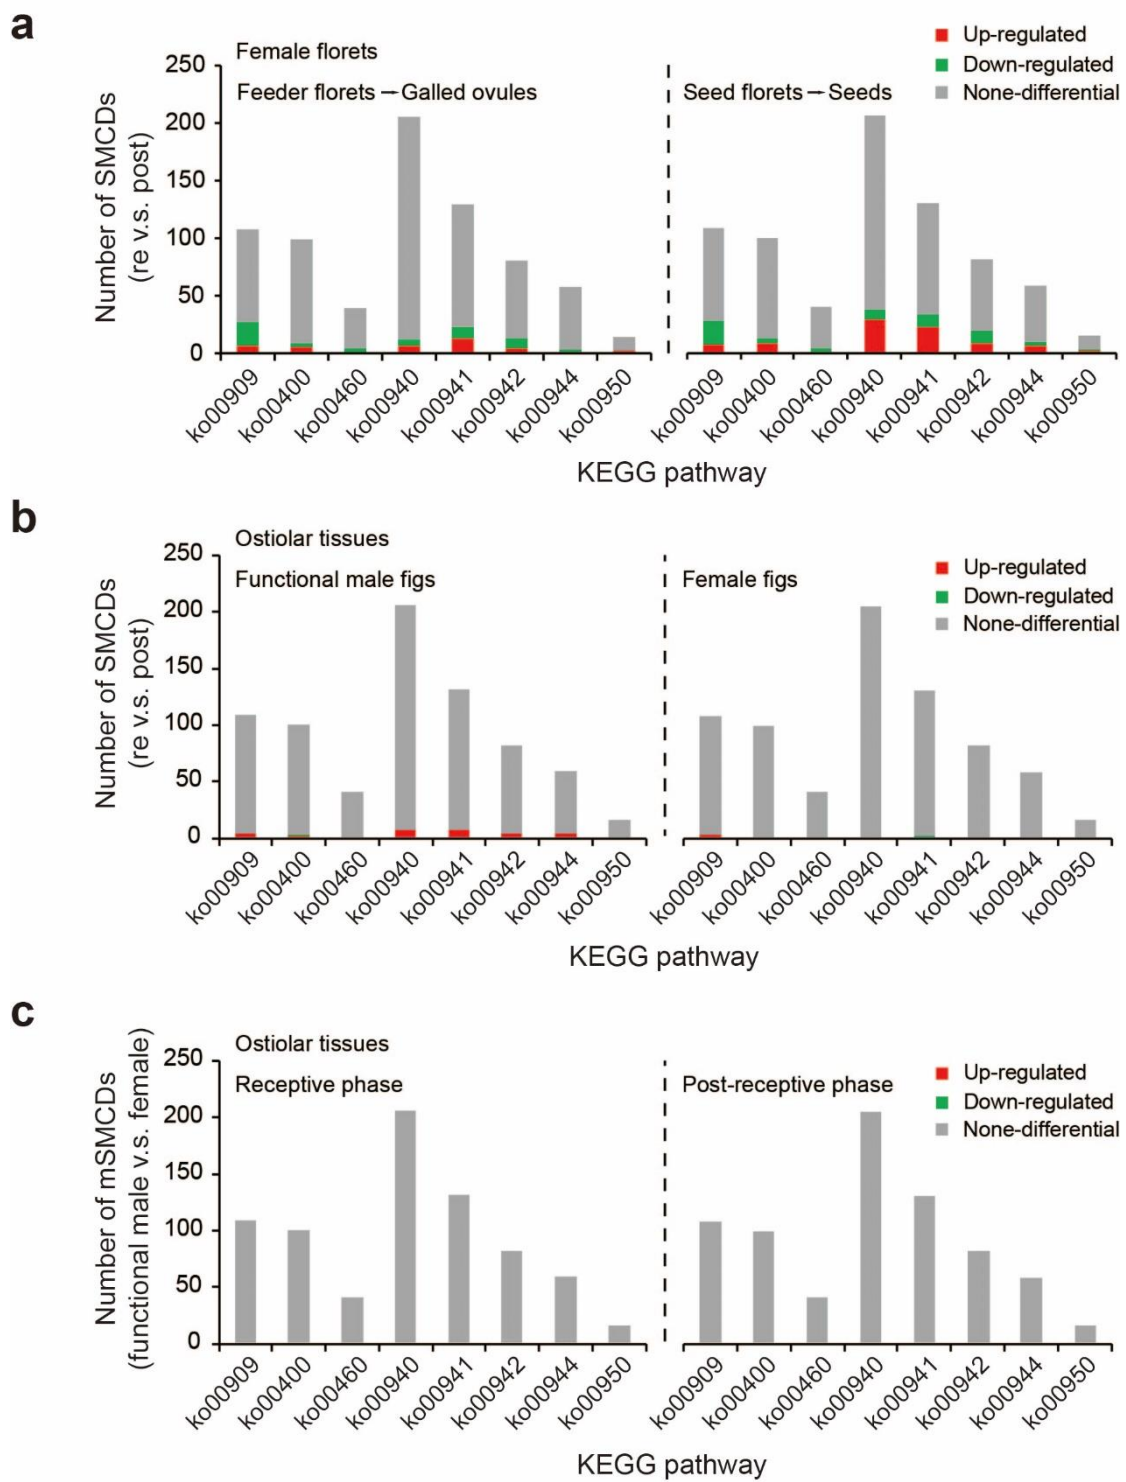 a
Female florets
Feeder florets → Galled ovules
Seed florets → Seeds
Up-regulated
Down-regulated
None-differential
Number of SMCDs
(re v.s. post)
250
200
150
100
50
0
ko00909
ko00400
ko00460
ko00940
ko00941
ko00942
ko00944
ko00950
ko00909
ko00400
ko00460
ko00940
ko00941
ko00942
ko00944
ko00950
KEGG pathway
b
Ostiolar tissues
Functional male figs
Female figs
Up-regulated
Down-regulated
None-differential
Number of SMCDs
(re v.s. post)
250
200
150
100
50
0
ko00909
ko00400
ko00460
ko00940
ko00941
ko00942
ko00944
ko00950
ko00909
ko00400
ko00460
ko00940
ko00941
ko00942
ko00944
ko00950
KEGG pathway
c
Ostiolar tissues
Receptive phase
Post-receptive phase
Up-regulated
Down-regulated
None-differential
Number of mSMCDs
(functional male v.s. female)
250
200
150
100
50
0
ko00909
ko00400
ko00460
ko00940
ko00941
ko00942
ko00944
ko00950
ko00909
ko00400
ko00460
ko00940
ko00941
ko00942
ko00944
ko00950
KEGG pathway